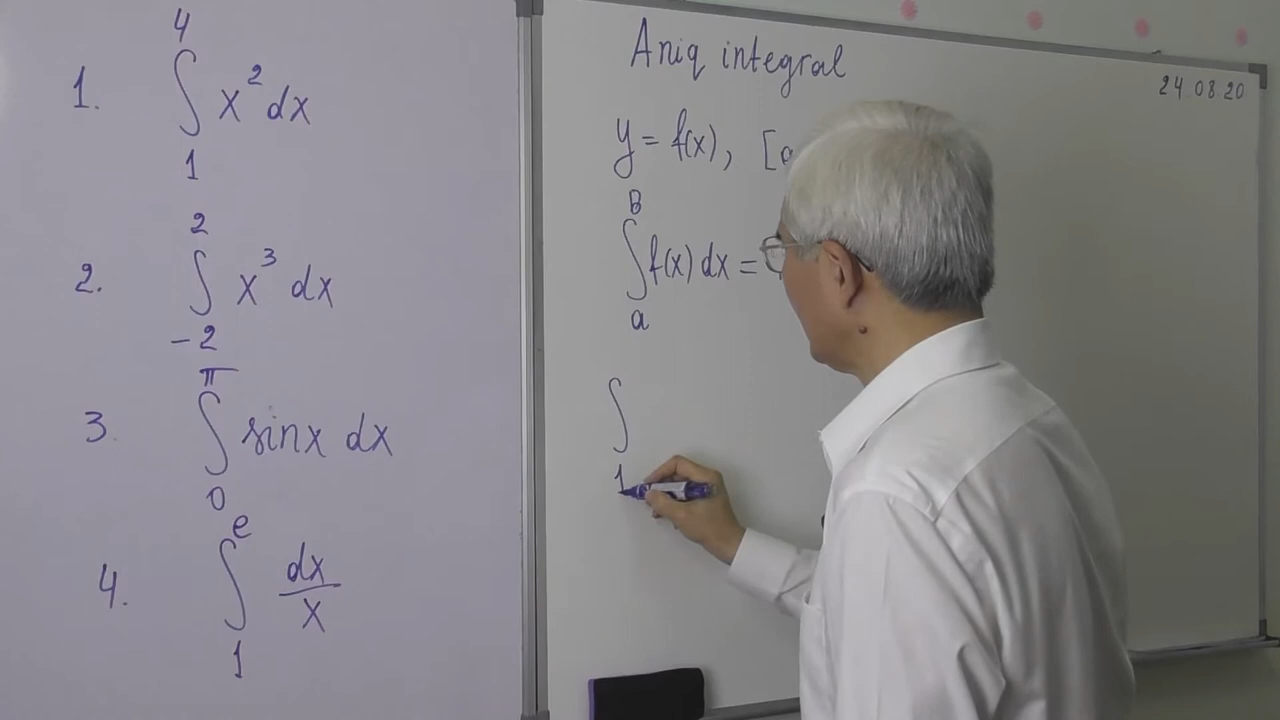 1. ∫₁⁴ x² dx
2. ∫₋₂² x³ dx
3. ∫₀^π sinx dx
4. ∫₁^e dx/x
Aniq integral
24 08 20
y = f(x), [a
∫ₐᴮ f(x) dx =
∫₁